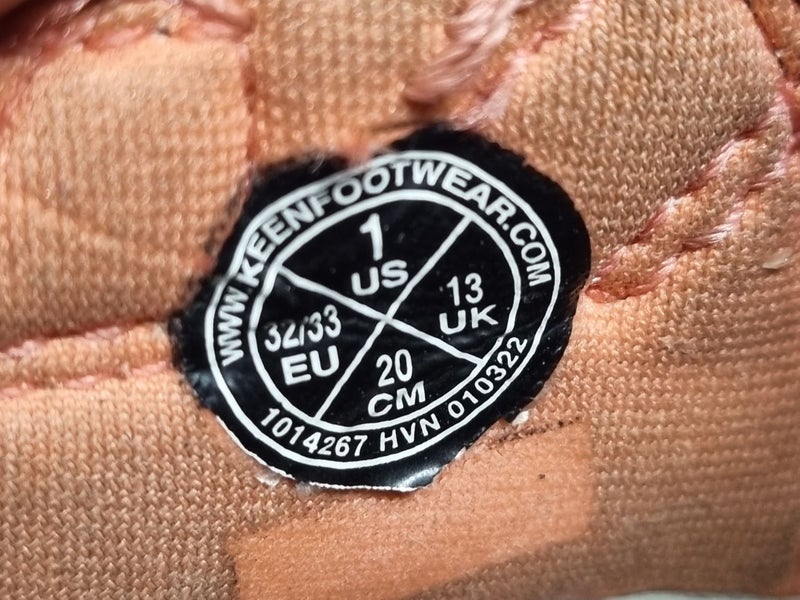 WWW.KEENFOOTWEAR.COM
1
US
32/33
EU
13
UK
20
CM
1014267 HVN 010322